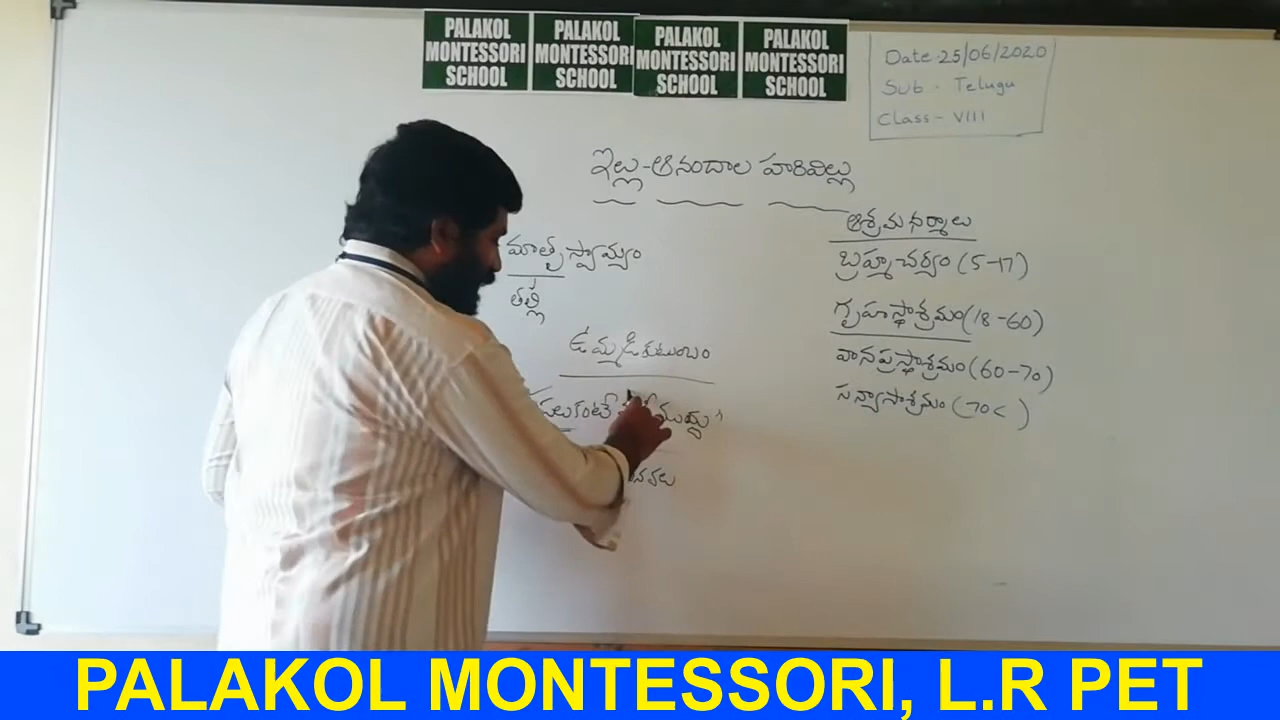 PALAKOL MONTESSORI SCHOOL
PALAKOL MONTESSORI SCHOOL
PALAKOL MONTESSORI SCHOOL
PALAKOL MONTESSORI SCHOOL
Date 25/06/2020
Sub - Telugu
Class - VIII
ఇల్లు-ఆనందాల హరివిల్లు
మాతృస్వామ్యం
తల్లి
ఉమ్మడికుటుంబం
ఆశ్రమధర్మాలు
బ్రహ్మచర్యం (5-17)
గృహస్థాశ్రమం(18-60)
వానప్రస్థాశ్రమం(60-70)
సన్యాసాశ్రమం (70< )
PALAKOL MONTESSORI, L.R PET